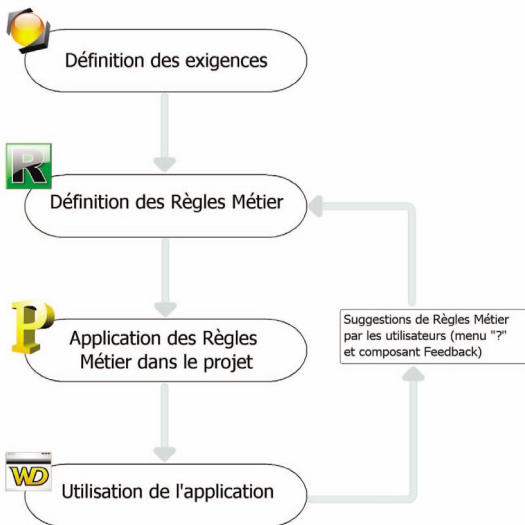 Définition des exigences
R
Définition des Règles Métier
P
Application des Règles
Métier dans le projet
Suggestions de Règles Métier
par les utilisateurs (menu "?"
et composant Feedback)
WD
Utilisation de l'application